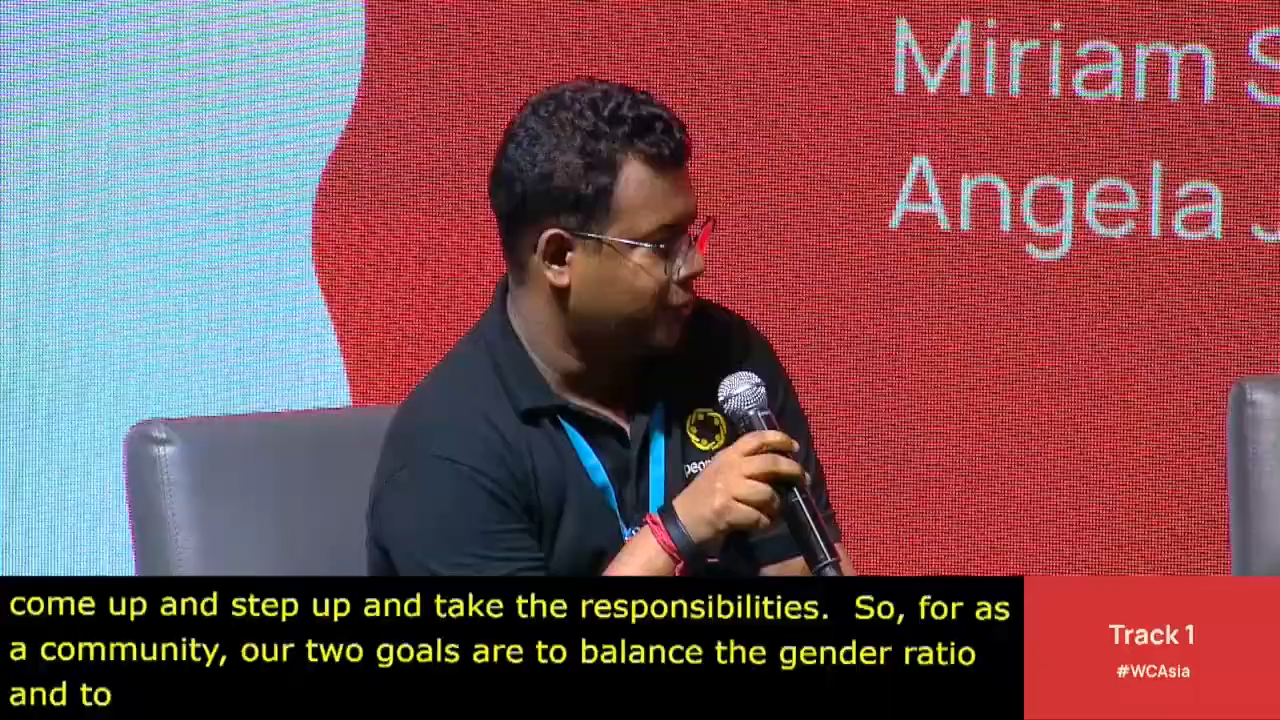 Miriam S
Angela J
peop
come up and step up and take the responsibilities.  So, for as
a community, our two goals are to balance the gender ratio
and to
Track 1
#WCAsia